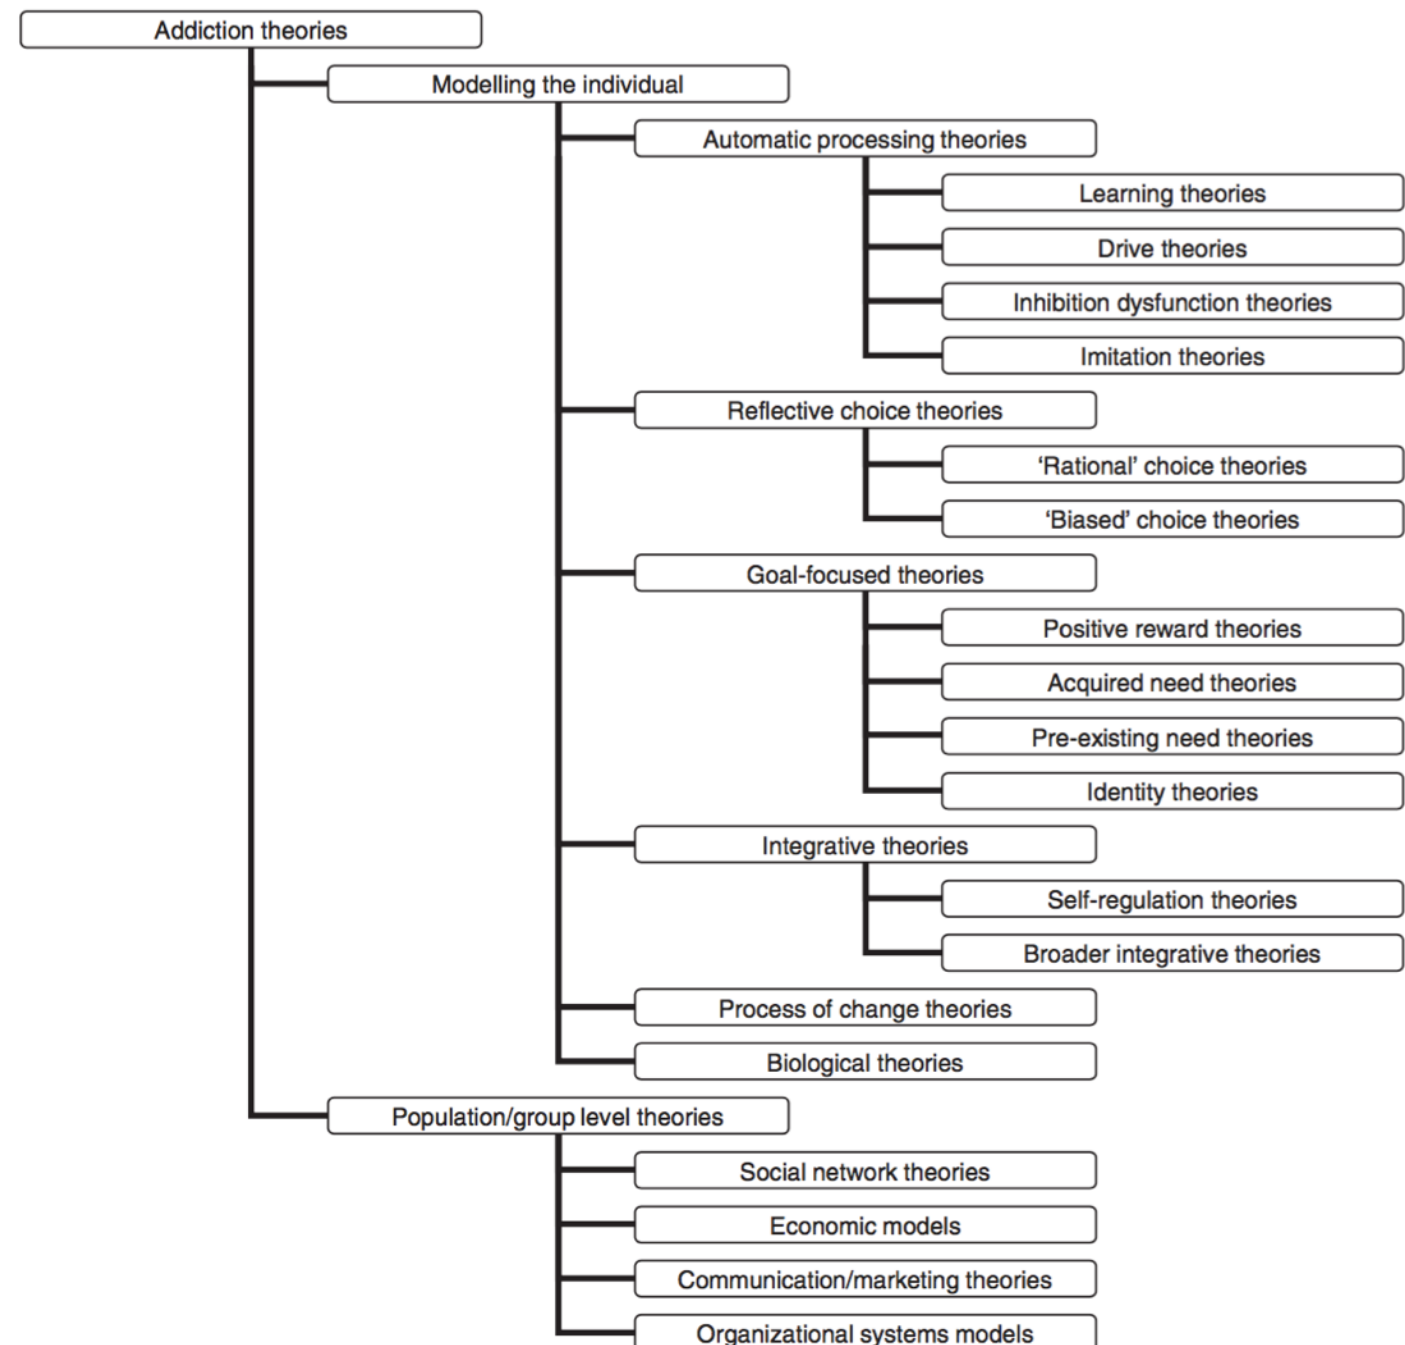 Addiction theories
Modelling the individual
Automatic processing theories
Learning theories
Drive theories
Inhibition dysfunction theories
Imitation theories
Reflective choice theories
‘Rational’ choice theories
‘Biased’ choice theories
Goal-focused theories
Positive reward theories
Acquired need theories
Pre-existing need theories
Identity theories
Integrative theories
Self-regulation theories
Broader integrative theories
Process of change theories
Biological theories
Population/group level theories
Social network theories
Economic models
Communication/marketing theories
Organizational systems models